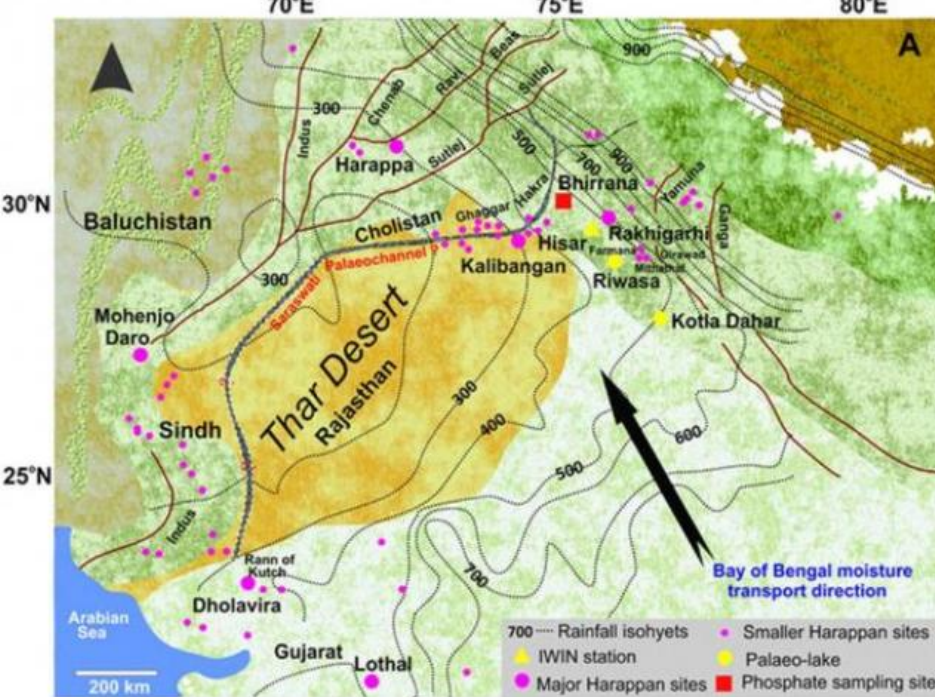 70°E
75°E
80°E
A
900
Beas
Ravi
Sutlej
Chenab
300
Indus
500
Harappa
Sutlej
700
900
Yamuna
Bhirrana
30°N
Hakra
Ghaggar
Ganga
Baluchistan
Cholistan
Hisar
Rakhigarhi
Farmana
Girawad
Mithathal
Palaeochannel
?
Kalibangan
Riwasa
300
Saraswati
Mohenjo
Daro
Kotla Dahar
Thar Desert
Rajasthan
300
400
Sindh
600
25°N
500
Indus
Rann of
Kutch
700
Bay of Bengal moisture
transport direction
Dholavira
Arabian
Sea
Gujarat
Lothal
200 km
700 ····· Rainfall isohyets
Smaller Harappan sites
IWIN station
Palaeo-lake
Major Harappan sites
Phosphate sampling site